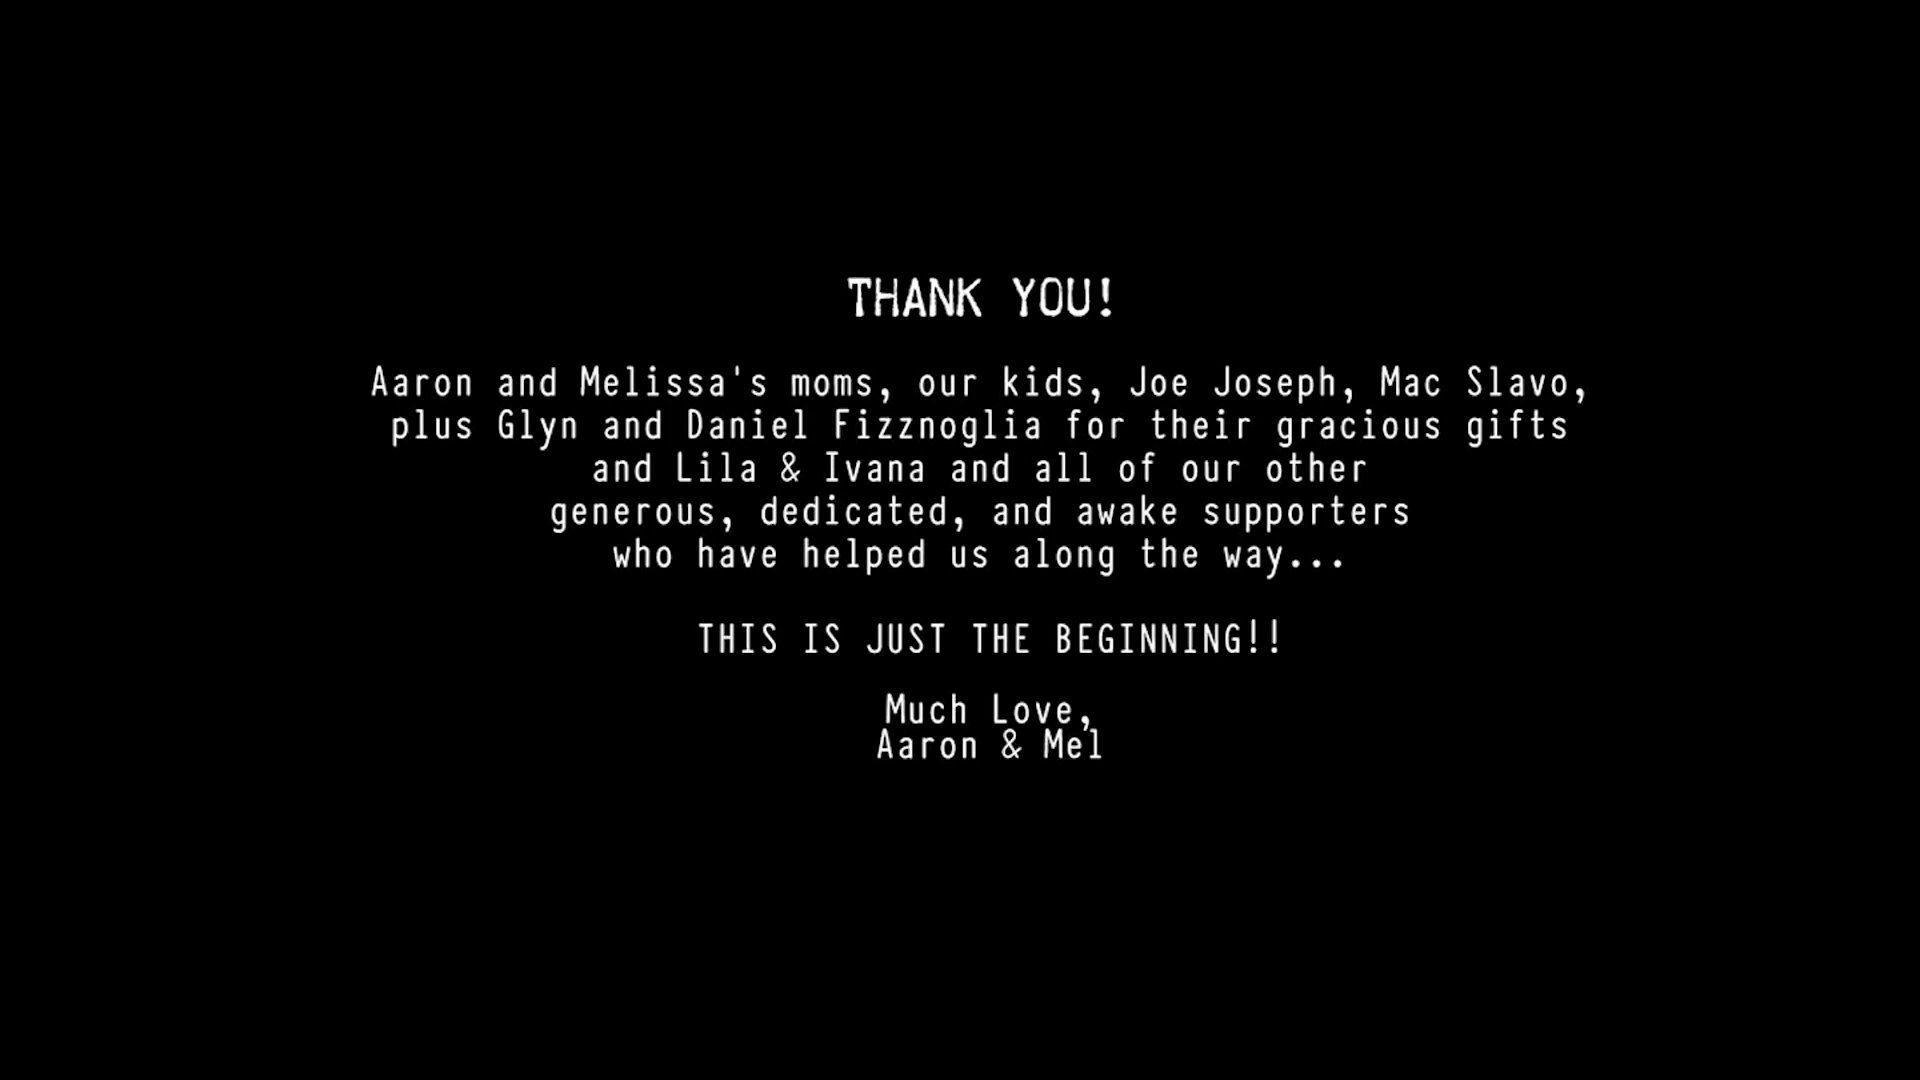 THANK YOU!
Aaron and Melissa's moms, our kids, Joe Joseph, Mac Slavo,
plus Glyn and Daniel Fizznoglia for their gracious gifts
and Lila & Ivana and all of our other
generous, dedicated, and awake supporters
who have helped us along the way...
THIS IS JUST THE BEGINNING!!
Much Love,
Aaron & Mel